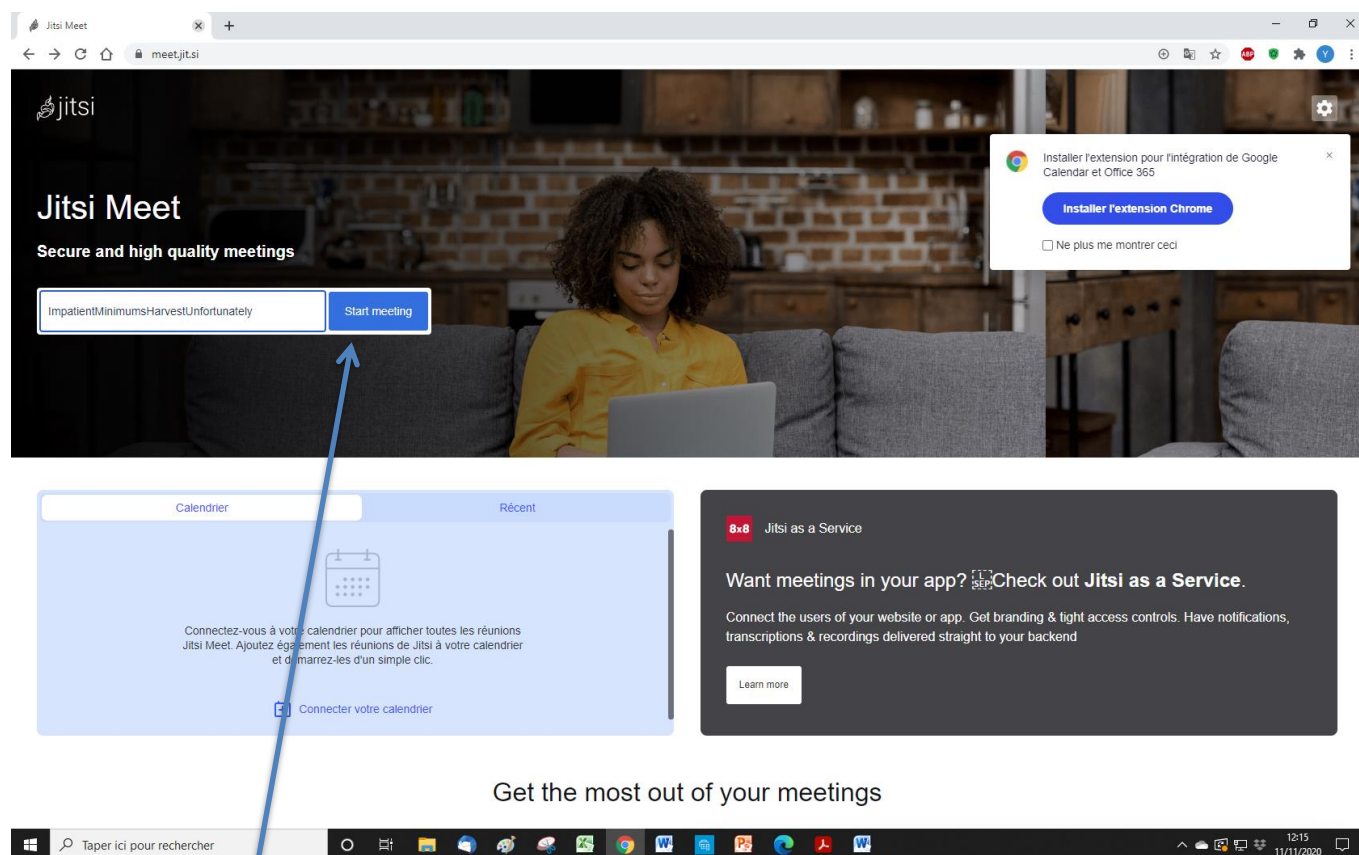 Jitsi Meet
meet.jit.si
ABP
Y
jitsi
Installer l'extension pour l'intégration de Google
Calendar et Office 365
Installer l'extension Chrome
Ne plus me montrer ceci
Jitsi Meet
Secure and high quality meetings
ImpatientMinimumsHarvestUnfortunately
Start meeting
Calendrier
Récent
Connectez-vous à votre calendrier pour afficher toutes les réunions
Jitsi Meet. Ajoutez également les réunions de Jitsi à votre calendrier
et démarrez-les d'un simple clic.
Connecter votre calendrier
8x8 Jitsi as a Service
Want meetings in your app? L SEP Check out Jitsi as a Service.
Connect the users of your website or app. Get branding & tight access controls. Have notifications,
transcriptions & recordings delivered straight to your backend
Learn more
Get the most out of your meetings
Taper ici pour rechercher
12:15
11/11/2020